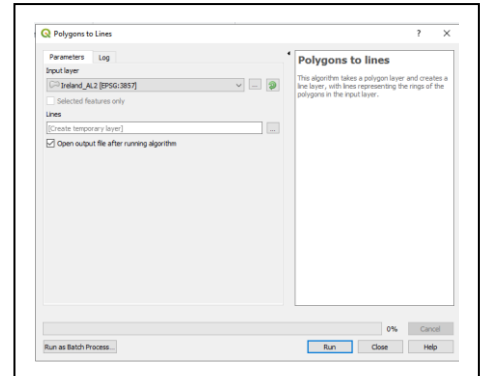 Polygons to Lines
? ×
Parameters Log
Input layer
Ireland_AL2 [EPSG:3857]
...
Selected features only
Lines
[Create temporary layer]
...
Open output file after running algorithm
Polygons to lines
This algorithm takes a polygon layer and creates a
line layer, with lines representing the rings of the
polygons in the input layer.
0% Cancel
Run as Batch Process... Run Close Help